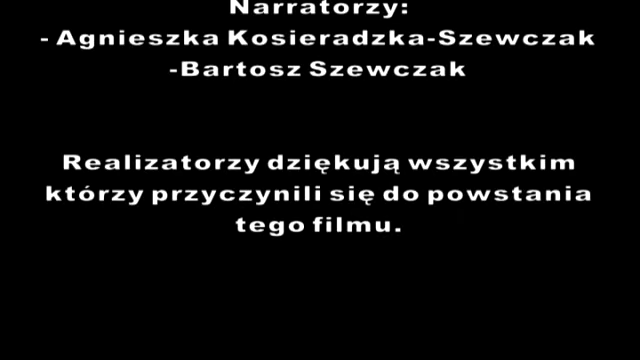 Narratorzy:
- Agnieszka Kosieradzka-Szewczak
-Bartosz Szewczak
Realizatorzy dziękują wszystkim
którzy przyczynili się do powstania
tego filmu.